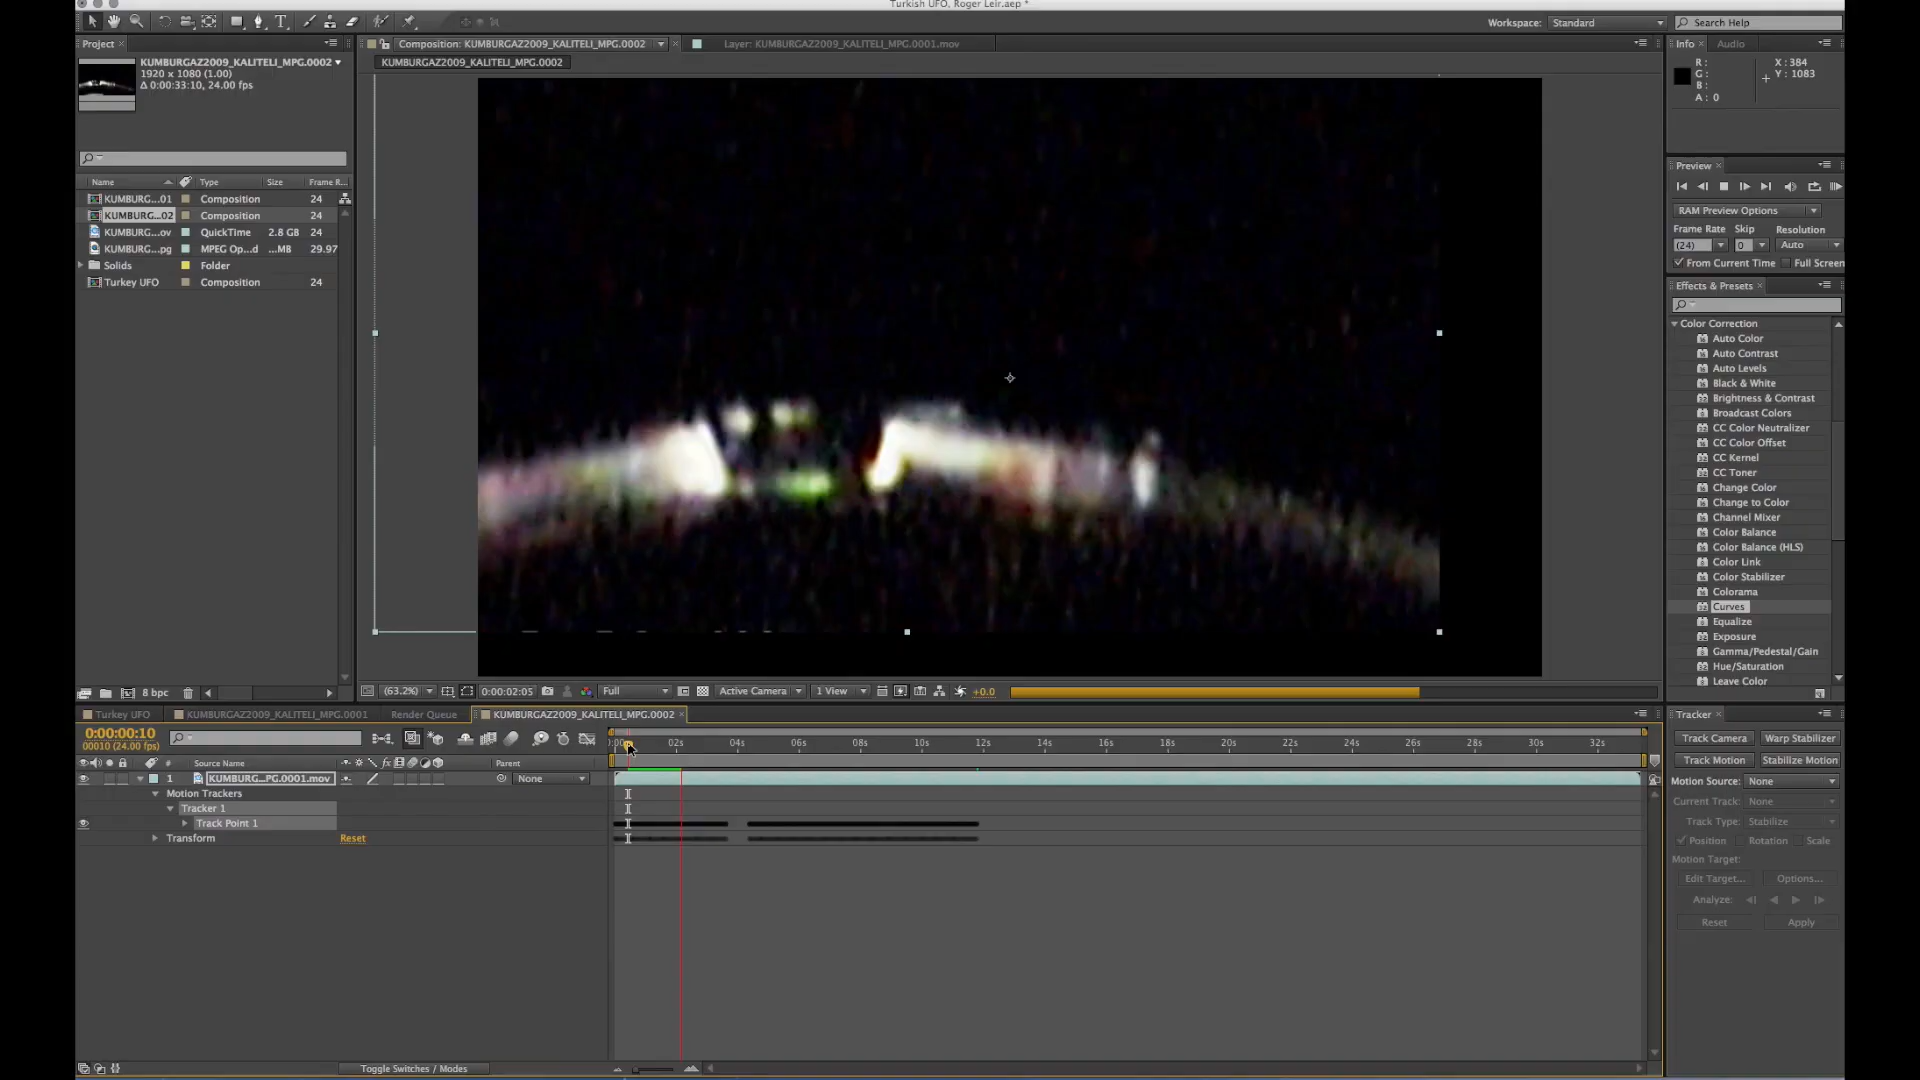 Turkish UFO, Roger Leir.aep *
Workspace: Standard
Search Help
Project
Composition: KUMBURGAZ2009_KALITELI_MPG.0002
Layer: KUMBURGAZ2009_KALITELI_MPG.0001.mov
Info
Audio
KUMBURGAZ2009_KALITELI_MPG.0002
1920 x 1080 (1.00)
Δ 0:00:33:10, 24.00 fps
KUMBURGAZ2009_KALITELI_MPG.0002
R:
G:
B:
A: 0
X: 384
Y: 1083
Name Type Size Frame R...
KUMBURG...01 Composition 24
KUMBURG...02 Composition 24
KUMBURG...ov QuickTime 2.8 GB 24
KUMBURG...pg MPEG Op...d ...MB 29.97
Solids Folder
Turkey UFO Composition 24
Preview
RAM Preview Options
Frame Rate Skip Resolution
(24) 0 Auto
From Current Time Full Screen
Effects & Presets
Color Correction
Auto Color
Auto Contrast
Auto Levels
Black & White
Brightness & Contrast
Broadcast Colors
CC Color Neutralizer
CC Color Offset
CC Kernel
CC Toner
Change Color
Change to Color
Channel Mixer
Color Balance
Color Balance (HLS)
Color Link
Color Stabilizer
Colorama
Curves
Equalize
Exposure
Gamma/Pedestal/Gain
Hue/Saturation
Leave Color
8 bpc
(63.2%) 0:00:02:05 Full Active Camera 1 View +0.0
Turkey UFO
KUMBURGAZ2009_KALITELI_MPG.0001
Render Queue
KUMBURGAZ2009_KALITELI_MPG.0002
0:00:00:10
00010 (24.00 fps)
02s 04s 06s 08s 10s 12s 14s 16s 18s 20s 22s 24s 26s 28s 30s 32s
# Source Name Parent
1 KUMBURG...PG.0001.mov None
Motion Trackers
Tracker 1
Track Point 1
Transform Reset
Toggle Switches / Modes
Tracker
Track Camera Warp Stabilizer
Track Motion Stabilize Motion
Motion Source: None
Current Track: None
Track Type: Stabilize
Position Rotation Scale
Motion Target:
Edit Target... Options...
Analyze:
Reset Apply